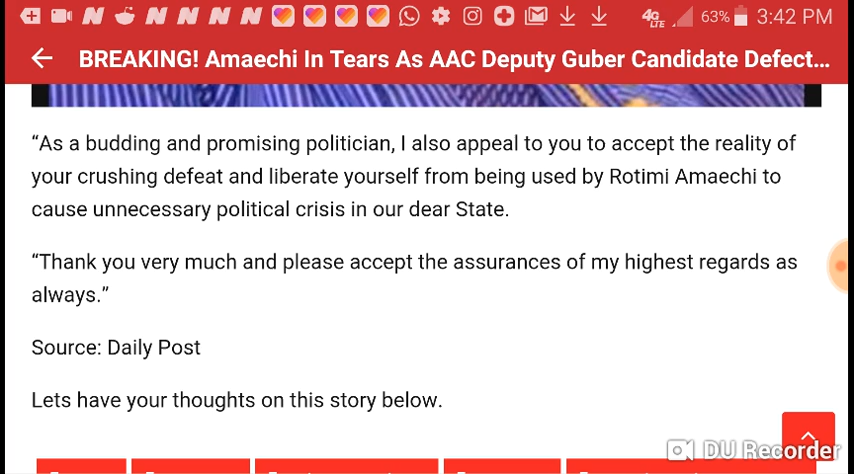 63% 3:42 PM
BREAKING! Amaechi In Tears As AAC Deputy Guber Candidate Defect...
“As a budding and promising politician, I also appeal to you to accept the reality of
your crushing defeat and liberate yourself from being used by Rotimi Amaechi to
cause unnecessary political crisis in our dear State.
“Thank you very much and please accept the assurances of my highest regards as
always.”
Source: Daily Post
Lets have your thoughts on this story below.
DU Recorder